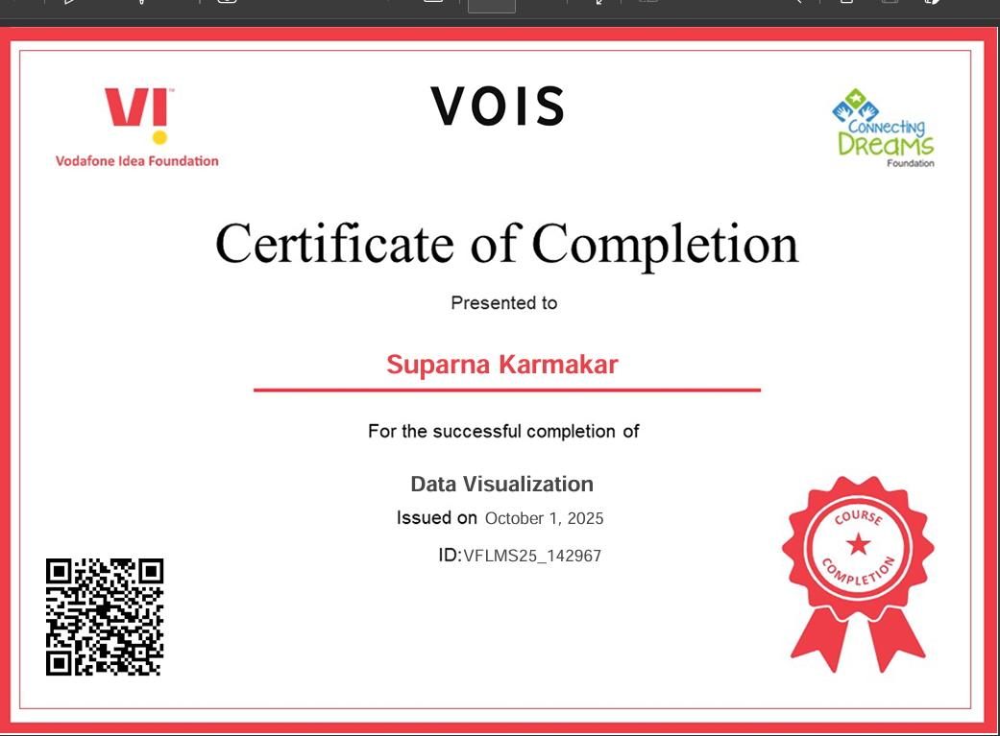 VI™
Vodafone Idea Foundation
VOIS
CONNECTING
DREAMS
Foundation
Certificate of Completion
Presented to
Suparna Karmakar
For the successful completion of
Data Visualization
Issued on October 1, 2025
ID:VFLMS25_142967
COURSE
COMPLETION